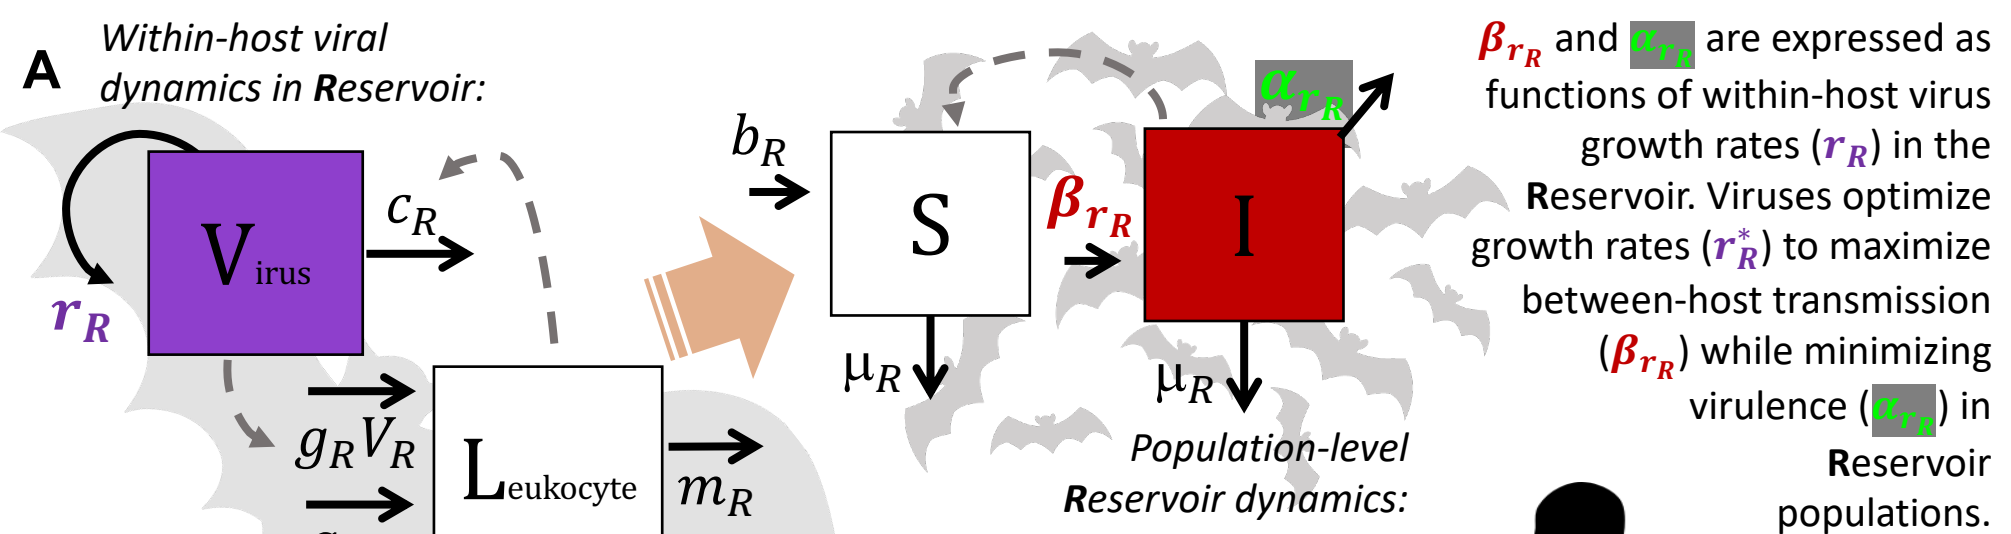 A
Within-host viral
dynamics in Reservoir:
Virus
r_R
c_R
g_R V_R
Leukocyte
m_R
b_R
S
β_{r_R}
I
α_{r_R}
μ_R
μ_R
Population-level
Reservoir dynamics:
β_{r_R} and α_{r_R} are expressed as
functions of within-host virus
growth rates (r_R) in the
Reservoir. Viruses optimize
growth rates (r_R^*) to maximize
between-host transmission
(β_{r_R}) while minimizing
virulence (α_{r_R}) in
Reservoir
populations.